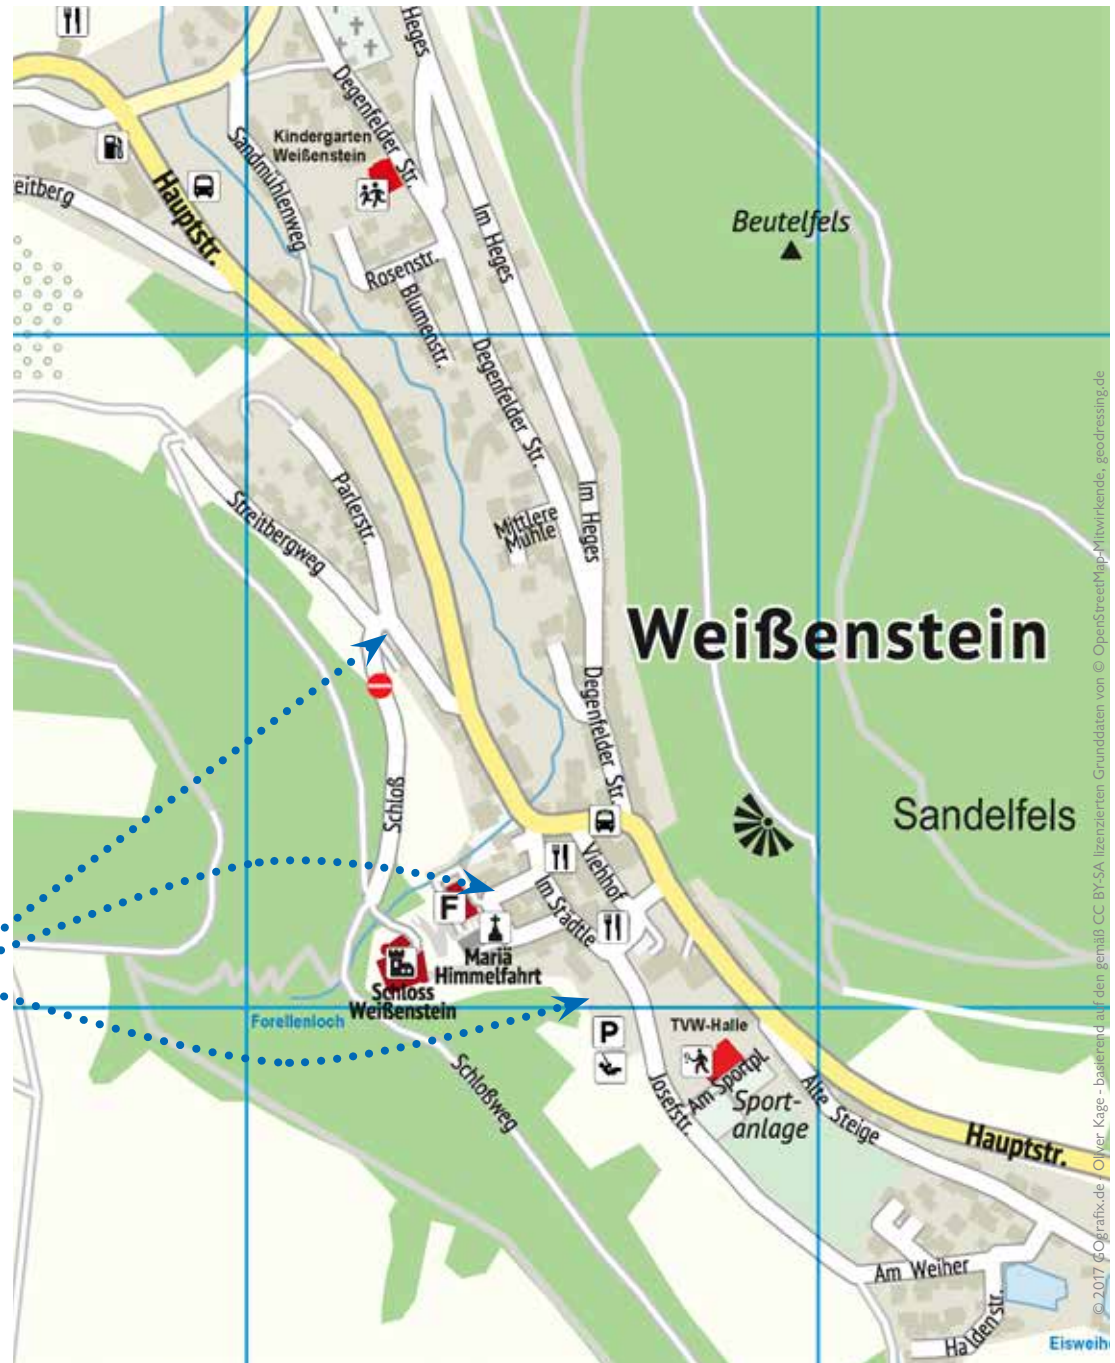 Heges
Degenfelder Str.
Kindergarten
Weißenstein
Sandmühlenweg
eitberg
Hauptstr.
Im Heges
Rosenstr.
Blumenstr.
Beutelfels
Degenfelder Str.
Parlerstr.
Streitbergweg
Mittlere
Mühle
Im Heges
Weißenstein
Degenfelder Str.
Schloß
Sandelfels
Viehhof
Im Städtle
F
Mariä
Himmelfahrt
Schloss
Weißenstein
Forellenloch
P
TVW-Halle
Am Sportpl.
Sport-
anlage
Josefstr.
Schloßweg
Alte Steige
Hauptstr.
Am Weiher
Haldenstr.
Eisweihe
© 2017 GOgrafix.de - Oliver Kage - basierend auf den gemäß CC BY-SA lizenzierten Grunddaten von © OpenStreetMap-Mitwirkende, geodressing.de